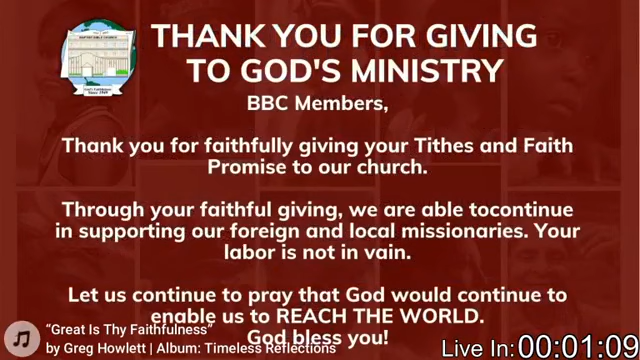 THANK YOU FOR GIVING
TO GOD'S MINISTRY
BBC Members,
Thank you for faithfully giving your Tithes and Faith
Promise to our church.
Through your faithful giving, we are able tocontinue
in supporting our foreign and local missionaries. Your
labor is not in vain.
Let us continue to pray that God would continue to
enable us to REACH THE WORLD.
God bless you!
“Great Is Thy Faithfulness”
by Greg Howlett | Album: Timeless Reflections
Live In: 00:01:09